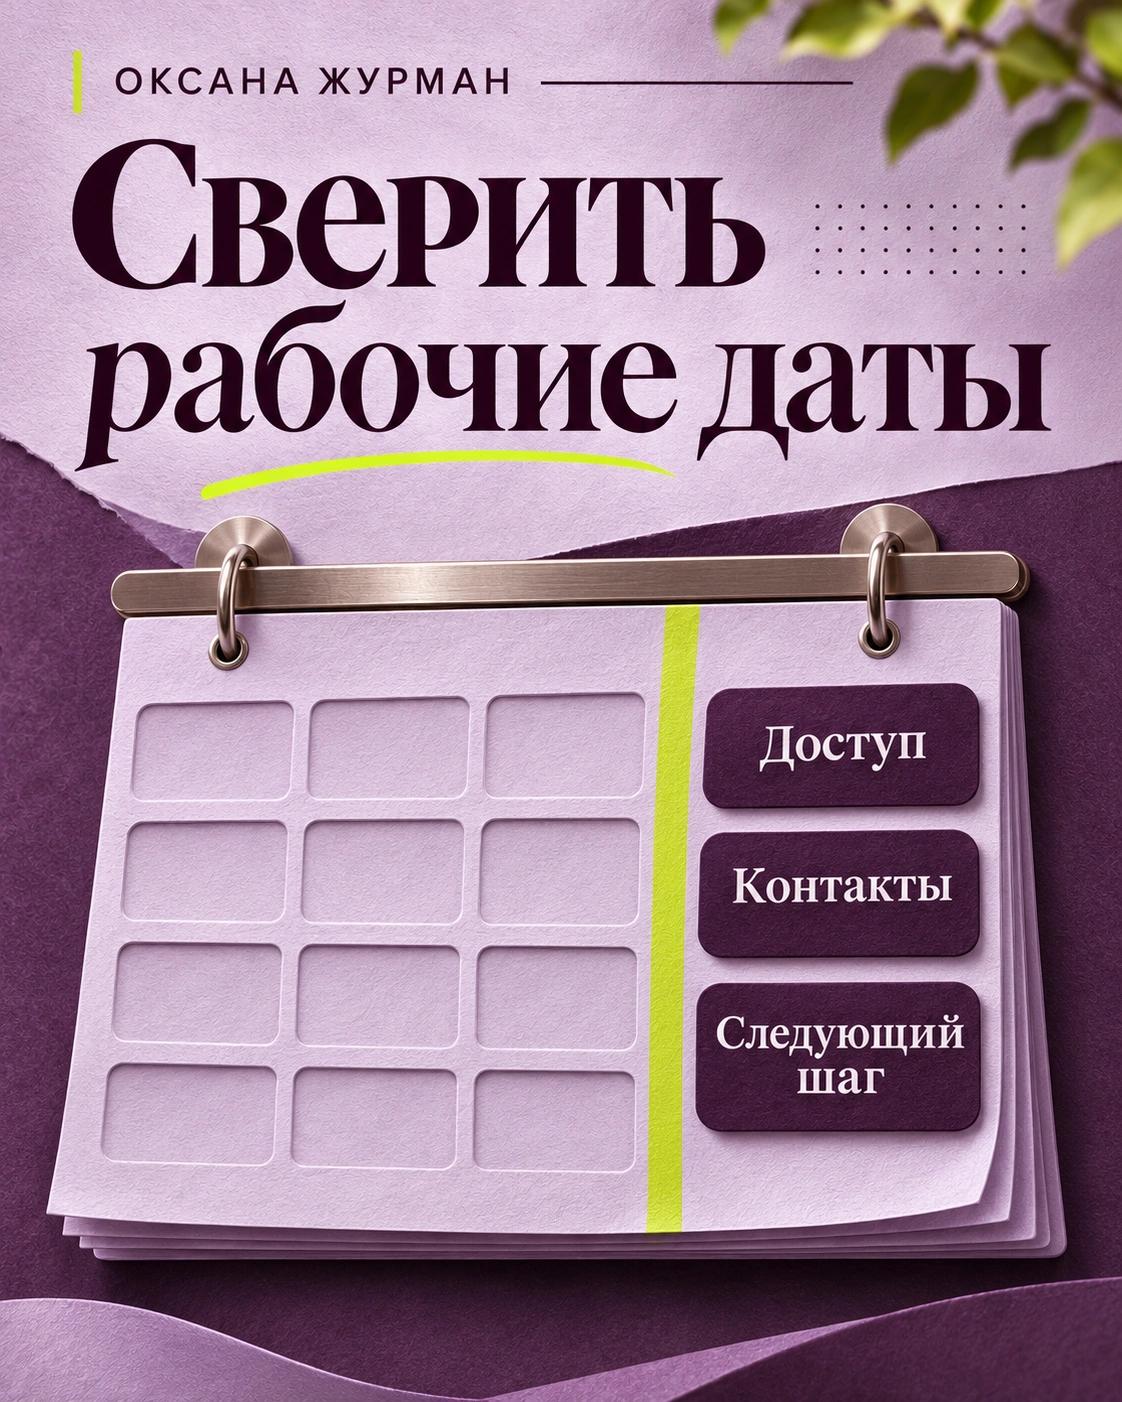 ОКСАНА ЖУРМАН
Сверить
рабочие даты
Доступ
Контакты
Следующий
шаг